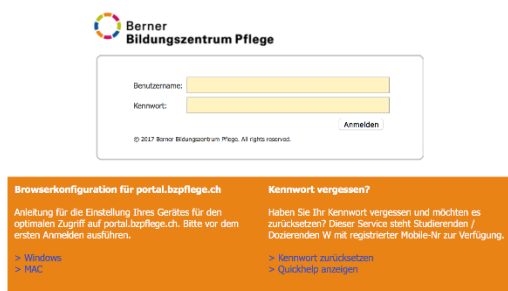 Berner
Bildungszentrum Pflege
Benutzername:
Kennwort:
Anmelden
© 2017 Berner Bildungszentrum Pflege. All rights reserved.
Browserkonfiguration für portal.bzpflege.ch
Anleitung für die Einstellung Ihres Gerätes für den
optimalen Zugriff auf portal.bzpflege.ch. Bitte vor dem
ersten Anmelden ausführen.
> Windows
> MAC
Kennwort vergessen?
Haben Sie Ihr Kennwort vergessen und möchten es
zurücksetzen? Dieser Service steht Studierenden /
Dozierenden W mit registrierter Mobile-Nr zur Verfügung.
> Kennwort zurücksetzen
> Quickhelp anzeigen